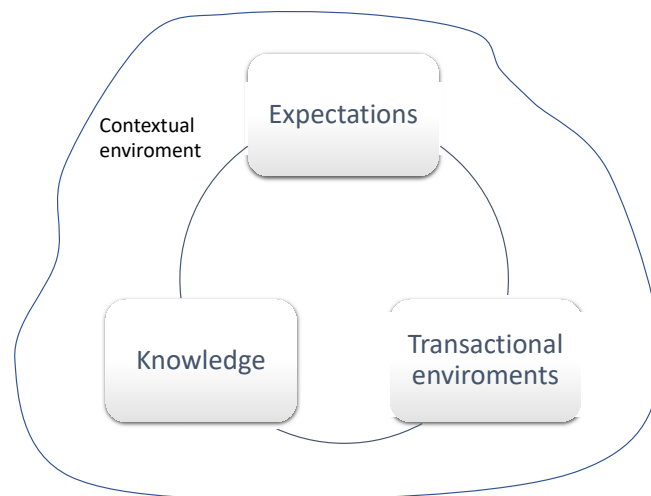 Expectations
Contextual
enviroment
Knowledge
Transactional
enviroments